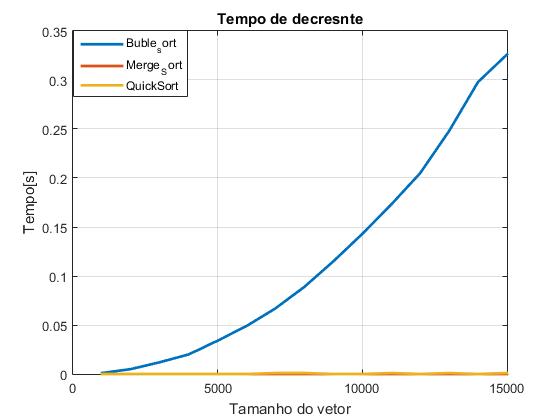 Tempo de decresnte
Buble_sort
Merge_Sort
QuickSort
Tempo[s]
0.35
0.3
0.25
0.2
0.15
0.1
0.05
0
0 5000 10000 15000
Tamanho do vetor